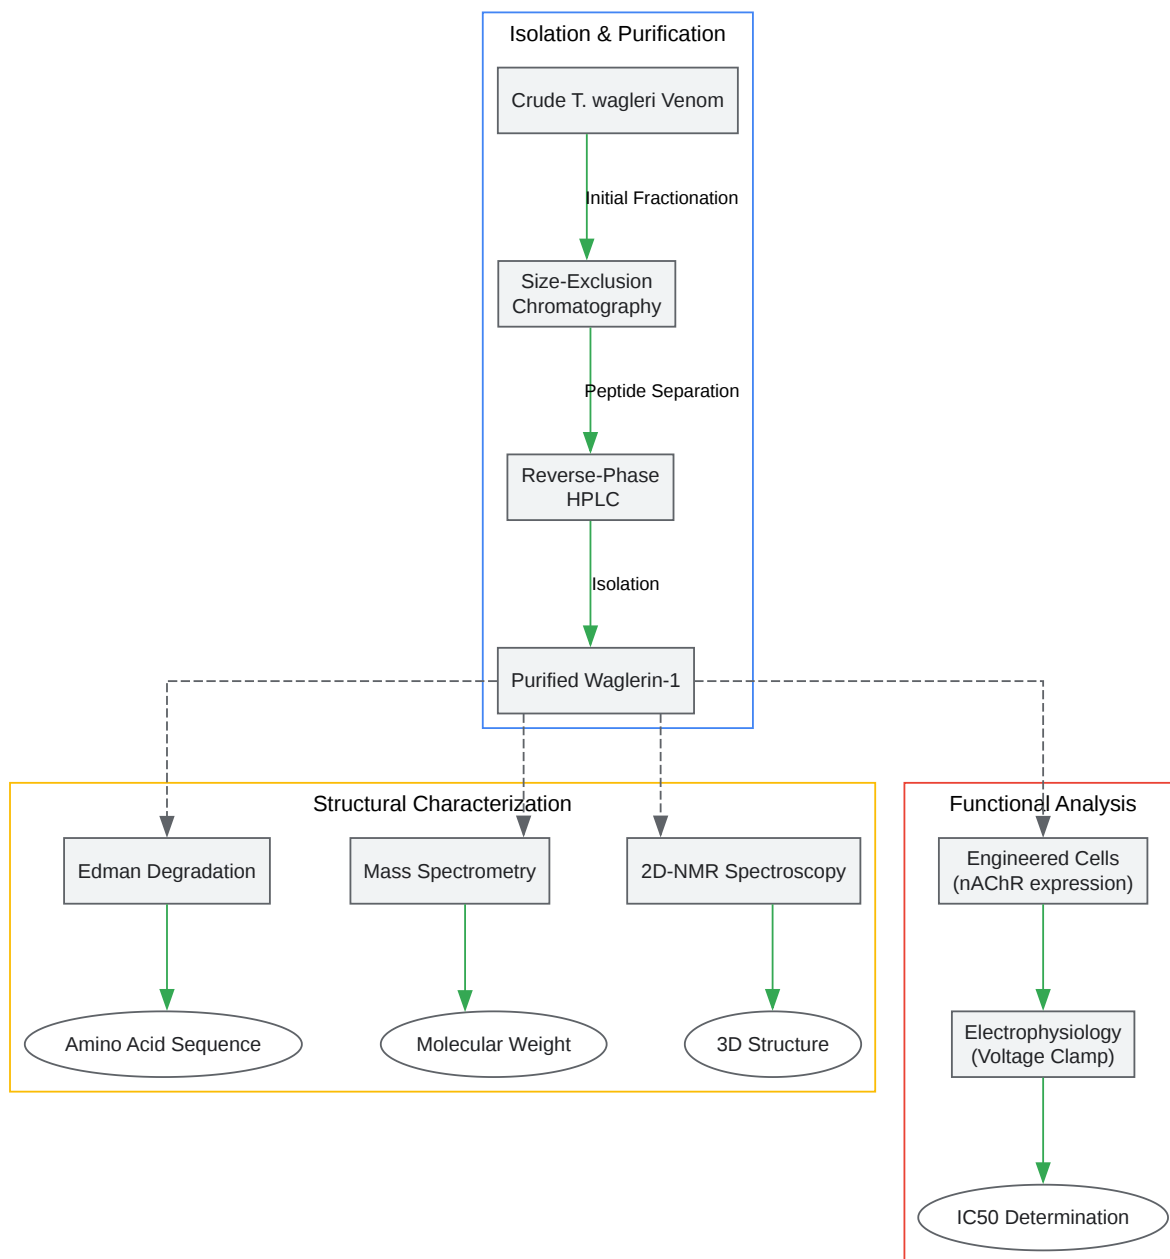 Isolation & Purification
Crude T. wagleri Venom
Initial Fractionation
Size-Exclusion
Chromatography
Peptide Separation
Reverse-Phase
HPLC
Isolation
Purified Waglerin-1
Structural Characterization
Functional Analysis
Edman Degradation
Mass Spectrometry
2D-NMR Spectroscopy
Engineered Cells
(nAChR expression)
Amino Acid Sequence
Molecular Weight
3D Structure
Electrophysiology
(Voltage Clamp)
IC50 Determination